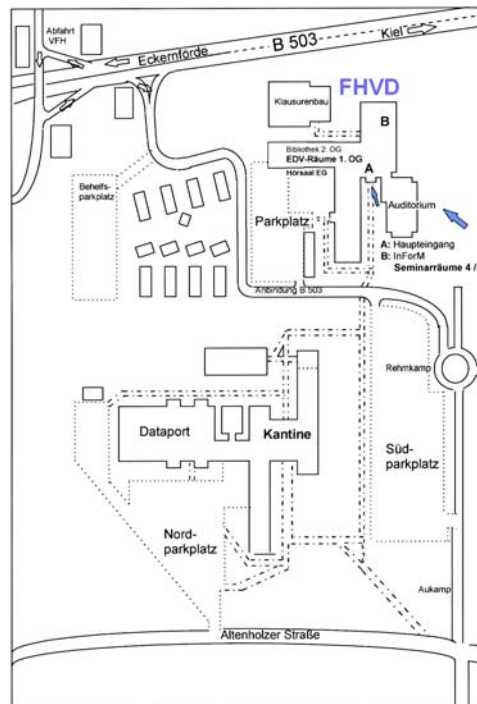 Abfahrt
VFH
Eckernförde
B 503
Kiel
FHVD
Klausurenbau
B
Bibliothek 2. OG
EDV-Räume 1. OG
Hörsaal EG
A
Auditorium
Behelfs-
parkplatz
Parkplatz
A: Haupteingang
B: InForM
Seminarräume 4 /
Anbindung B 503
Rehmkamp
Dataport
Kantine
Süd-
parkplatz
Nord-
parkplatz
Aukamp
Altenholzer Straße